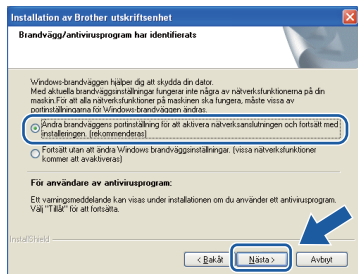 Installation av Brother utskriftsenhet
Brandvägg/antivirusprogram har identifierats
Windows-brandväggen hjälper dig att skydda din dator.
Med aktuella brandväggsinställningar fungerar inte några av nätverksfunktionerna på din
maskin.För att alla nätverksfunktioner på maskinen ska fungera, måste vissa av
portinställningarna för Windows-brandväggen ändras.
Ändra brandväggens portinställning för att aktivera nätverksanslutningen och fortsätt med
installeringen. (rekommenderas)
Fortsätt utan att ändra Windows brandväggsinställningar. (vissa nätverksfunktioner
kommer att avaktiveras)
För användare av antivirusprogram:
Ett varningsmeddelande kan visas under installationen om du använder ett antivirusprogram.
Välj "Tillåt" för att fortsätta.
InstallShield
< Bakåt
Nästa >
Avbryt